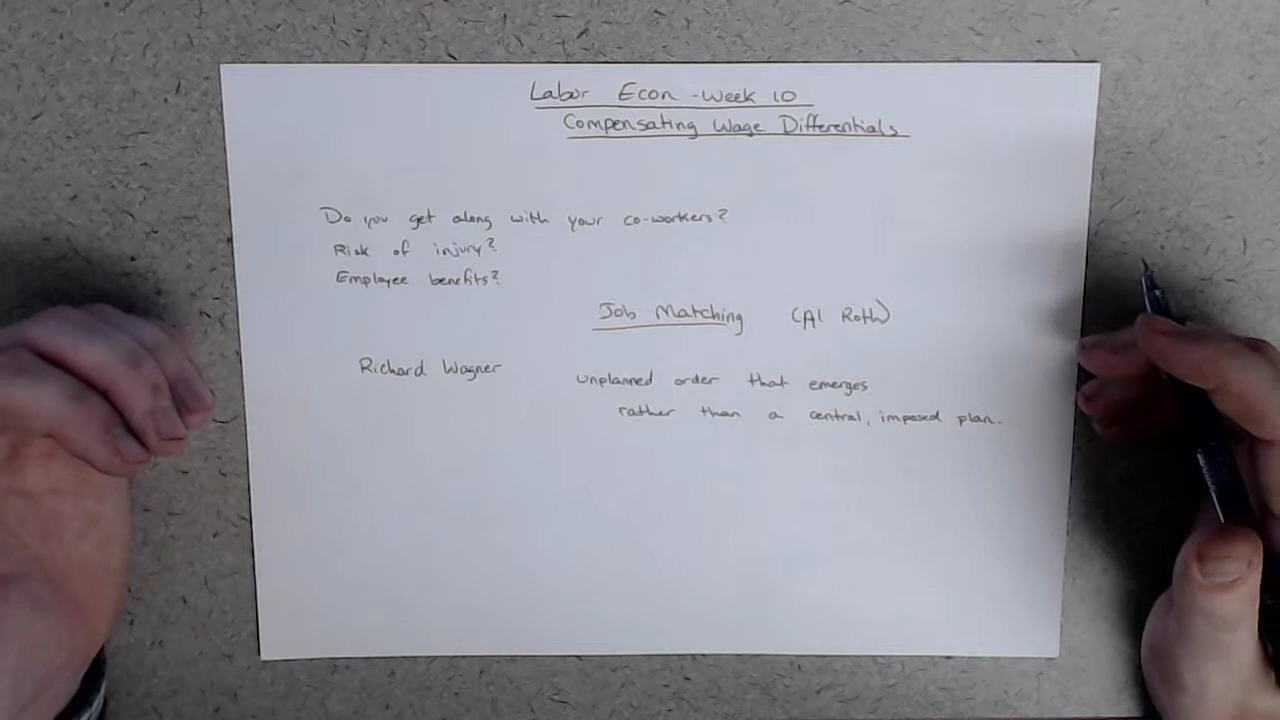 Labor Econ - Week 10
Compensating Wage Differentials
Do you get along with your co-workers?
Risk of injury?
Employee benefits?
Job Matching (Al Roth)
Richard Wagner
unplanned order that emerges
rather than a central, imposed plan.